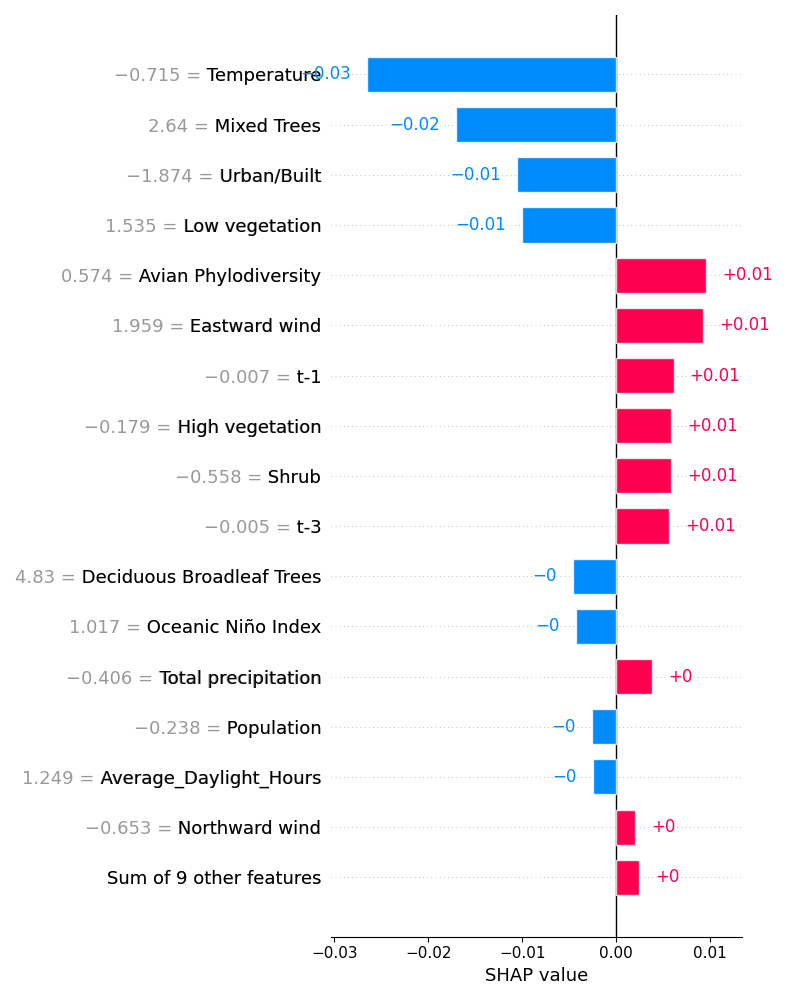 −0.715 = Temperature −0.03
2.64 = Mixed Trees −0.02
−1.874 = Urban/Built −0.01
1.535 = Low vegetation −0.01
0.574 = Avian Phylodiversity +0.01
1.959 = Eastward wind +0.01
−0.007 = t-1 +0.01
−0.179 = High vegetation +0.01
−0.558 = Shrub +0.01
−0.005 = t-3 +0.01
4.83 = Deciduous Broadleaf Trees −0
1.017 = Oceanic Niño Index −0
−0.406 = Total precipitation +0
−0.238 = Population −0
1.249 = Average_Daylight_Hours −0
−0.653 = Northward wind +0
Sum of 9 other features +0
−0.03 −0.02 −0.01 0.00 0.01
SHAP value